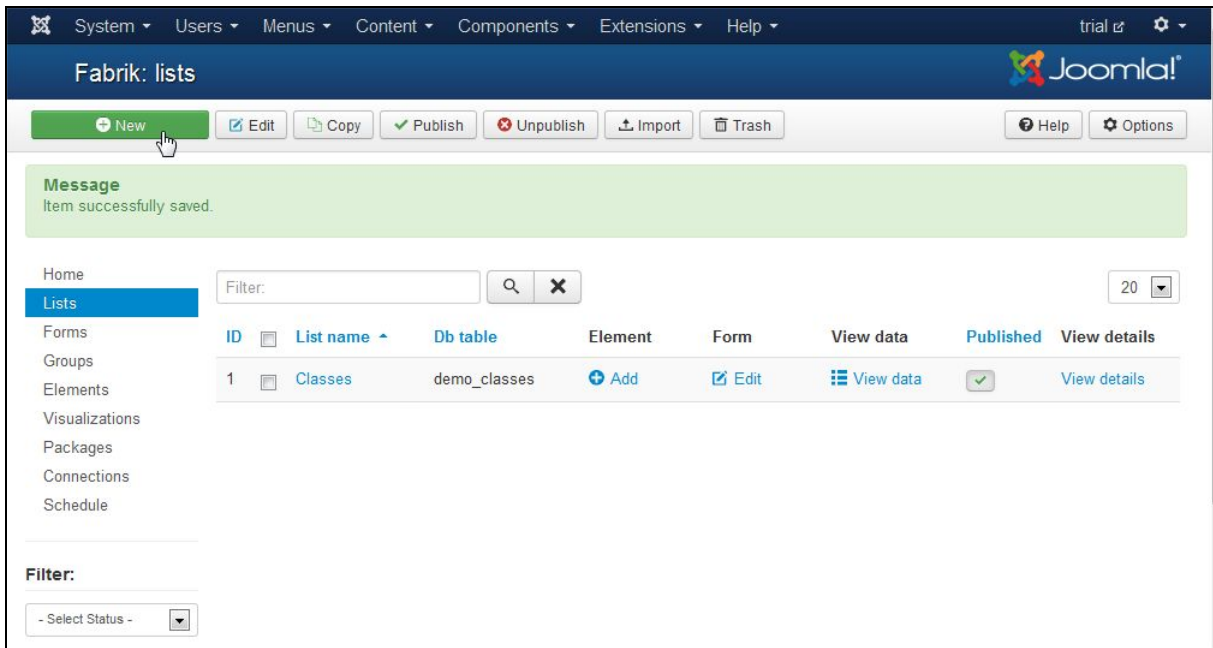 System Users Menus Content Components Extensions Help trial
Fabrik: lists Joomla!®
New Edit Copy Publish Unpublish Import Trash Help Options
Message
Item successfully saved.
Home
Lists
Forms
Groups
Elements
Visualizations
Packages
Connections
Schedule
Filter:
- Select Status -
Filter: 20
ID List name Db table Element Form View data Published View details
1 Classes demo_classes Add Edit View data View details